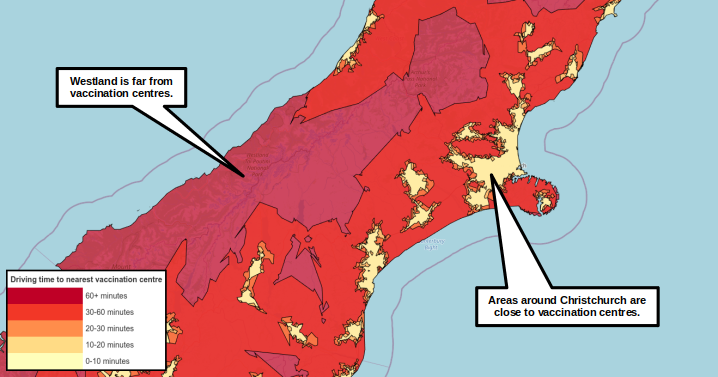 Westland is far from
vaccination centres.
Areas around Christchurch are
close to vaccination centres.
Driving time to nearest vaccination centre
60+ minutes
30-60 minutes
20-30 minutes
10-20 minutes
0-10 minutes